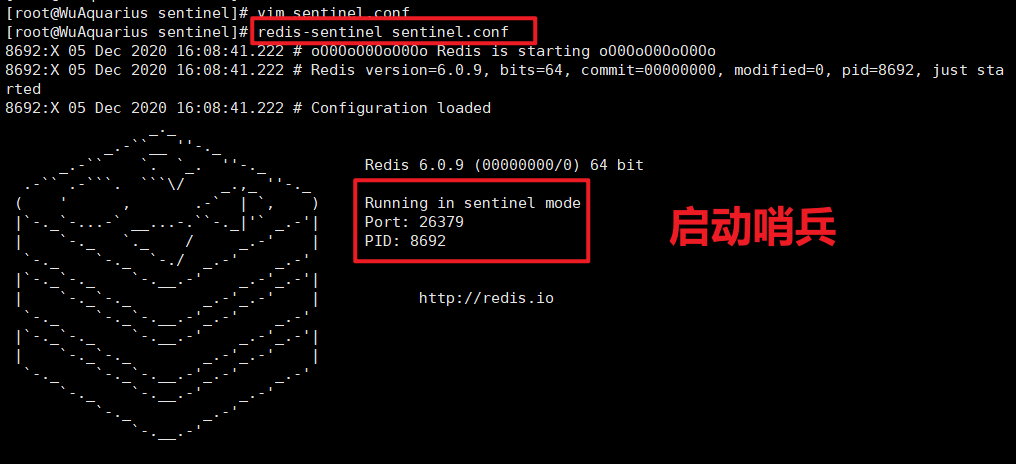 [root@WuAquarius sentinel]# vim sentinel.conf
[root@WuAquarius sentinel]# redis-sentinel sentinel.conf
8692:X 05 Dec 2020 16:08:41.222 # oO0OoO0OoO0Oo Redis is starting oO0OoO0OoO0Oo
8692:X 05 Dec 2020 16:08:41.222 # Redis version=6.0.9, bits=64, commit=00000000, modified=0, pid=8692, just sta
rted
8692:X 05 Dec 2020 16:08:41.222 # Configuration loaded
Redis 6.0.9 (00000000/0) 64 bit
Running in sentinel mode
Port: 26379
PID: 8692
启动哨兵
http://redis.io